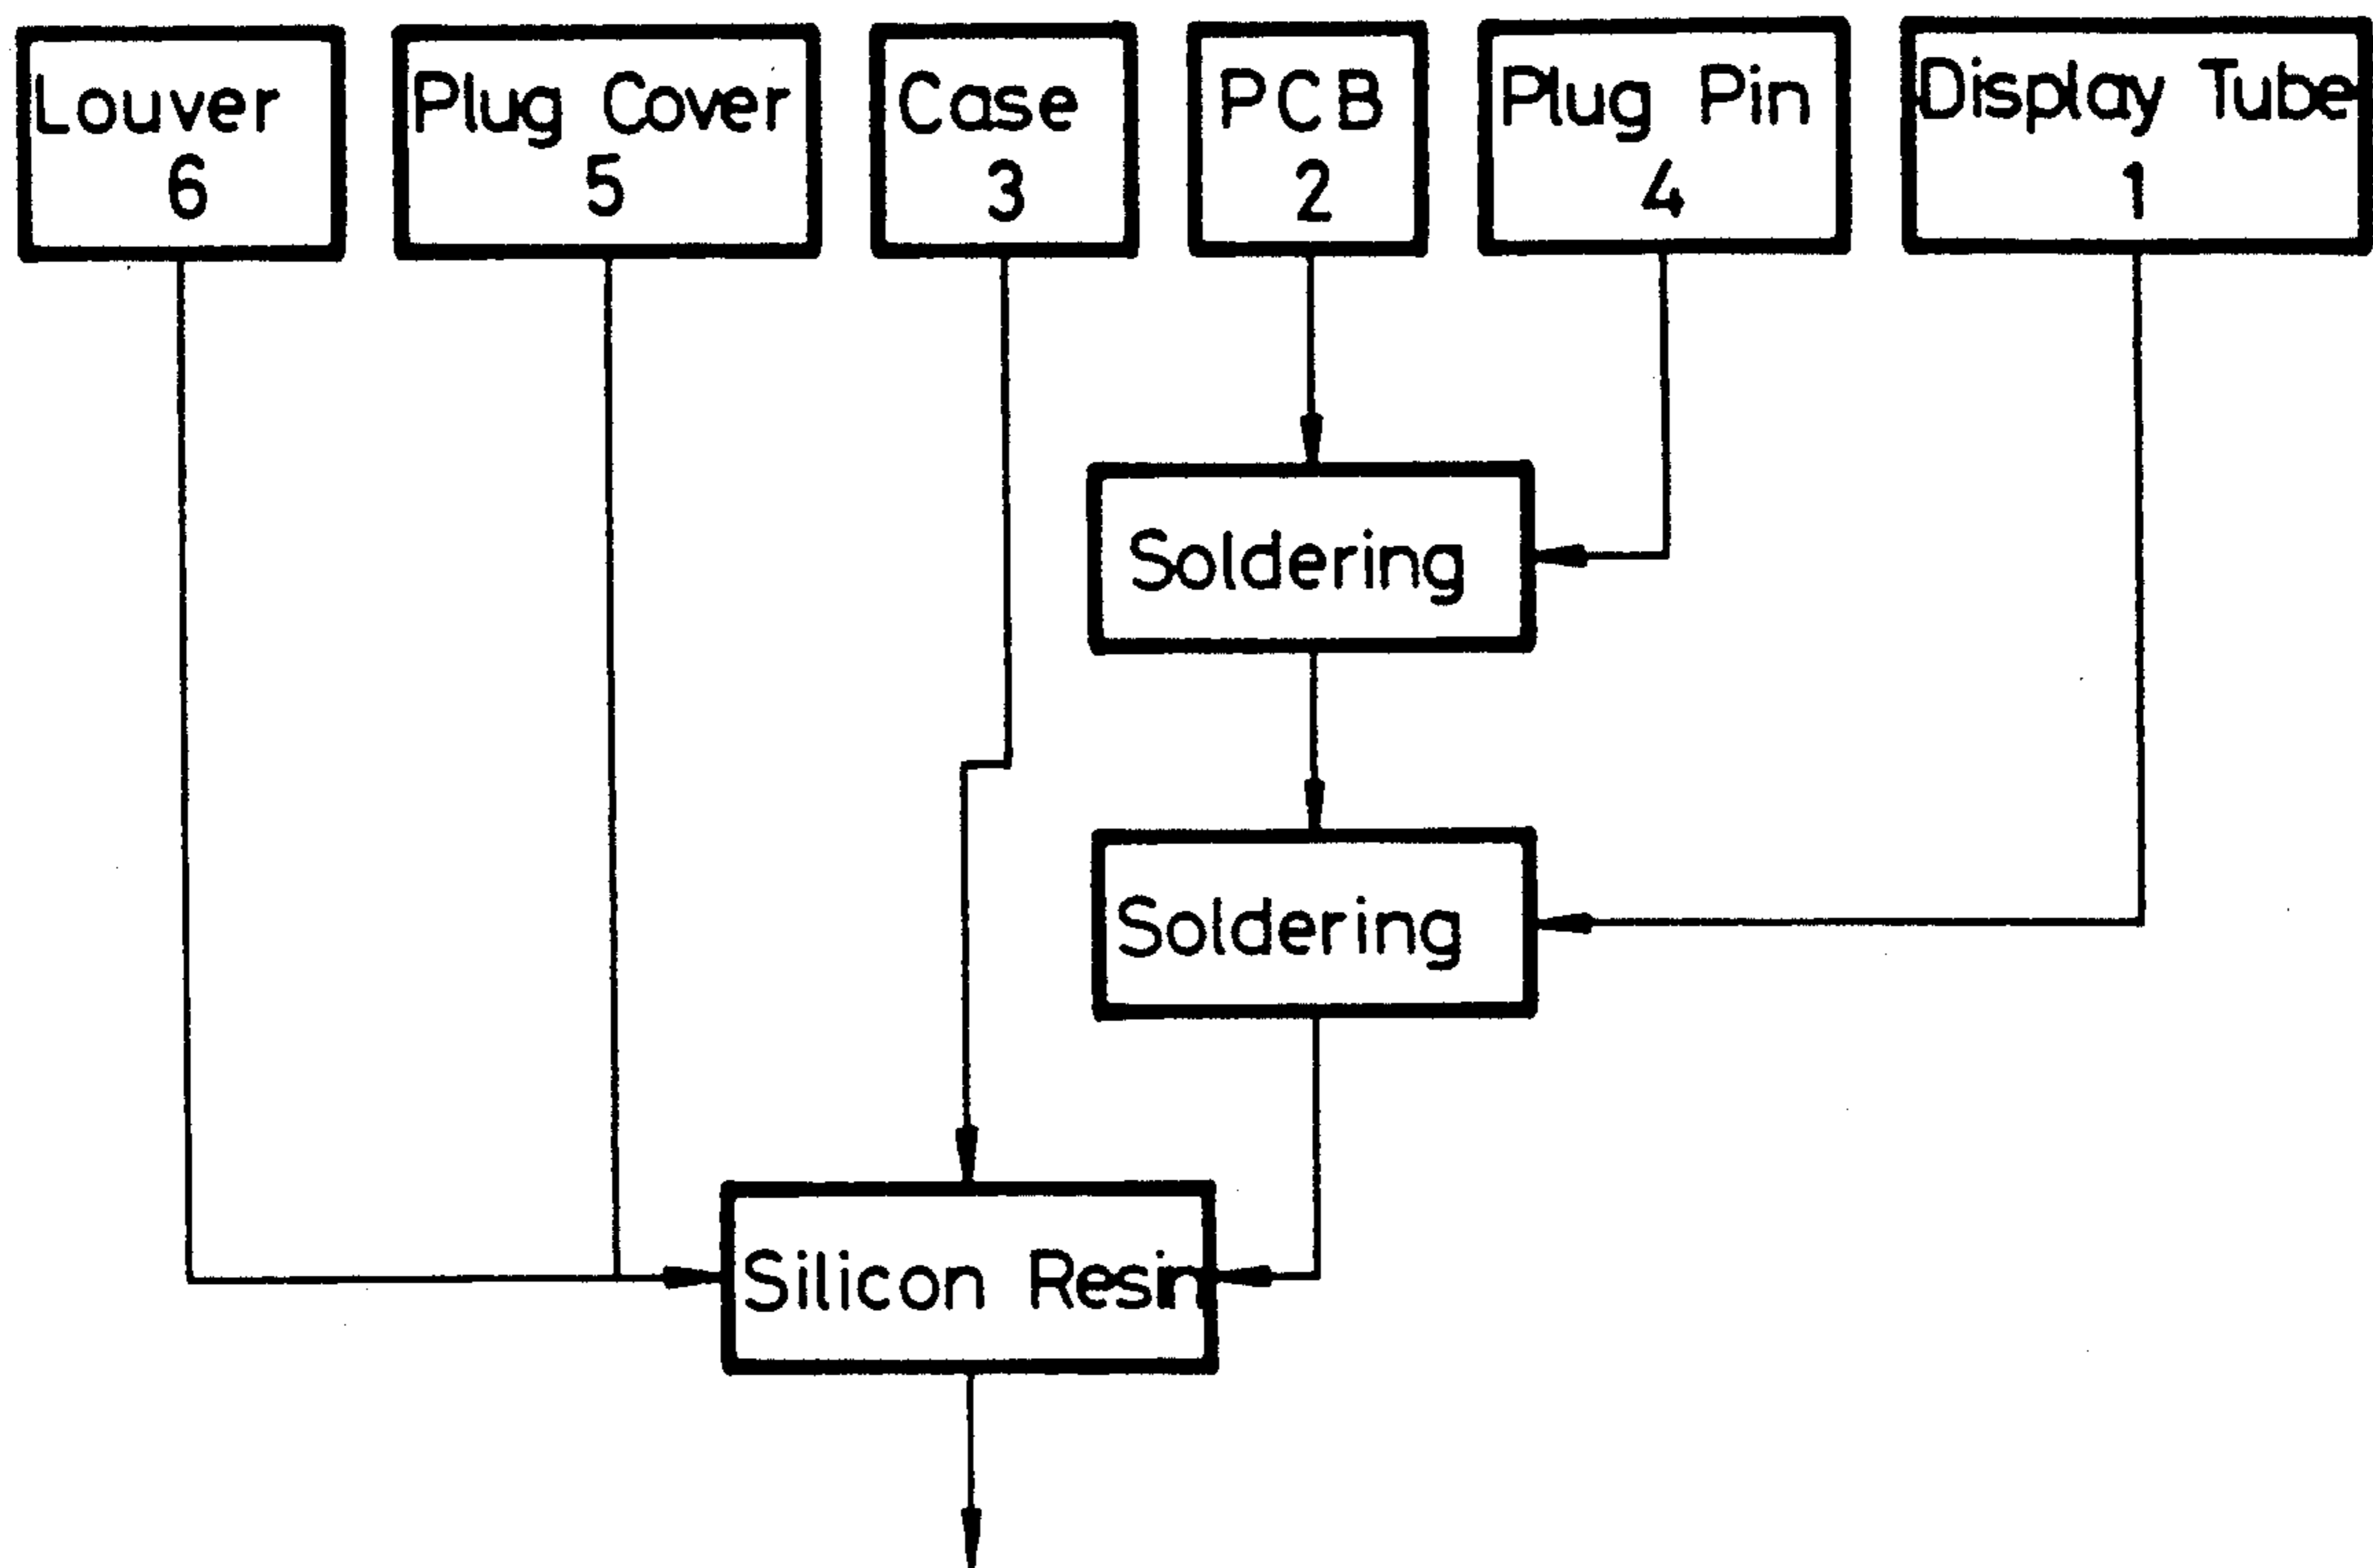 Louver
6
Plug Cover
5
Case
3
PCB
2
Plug Pin
4
Display Tube
1
Soldering
Soldering
Silicon Resin